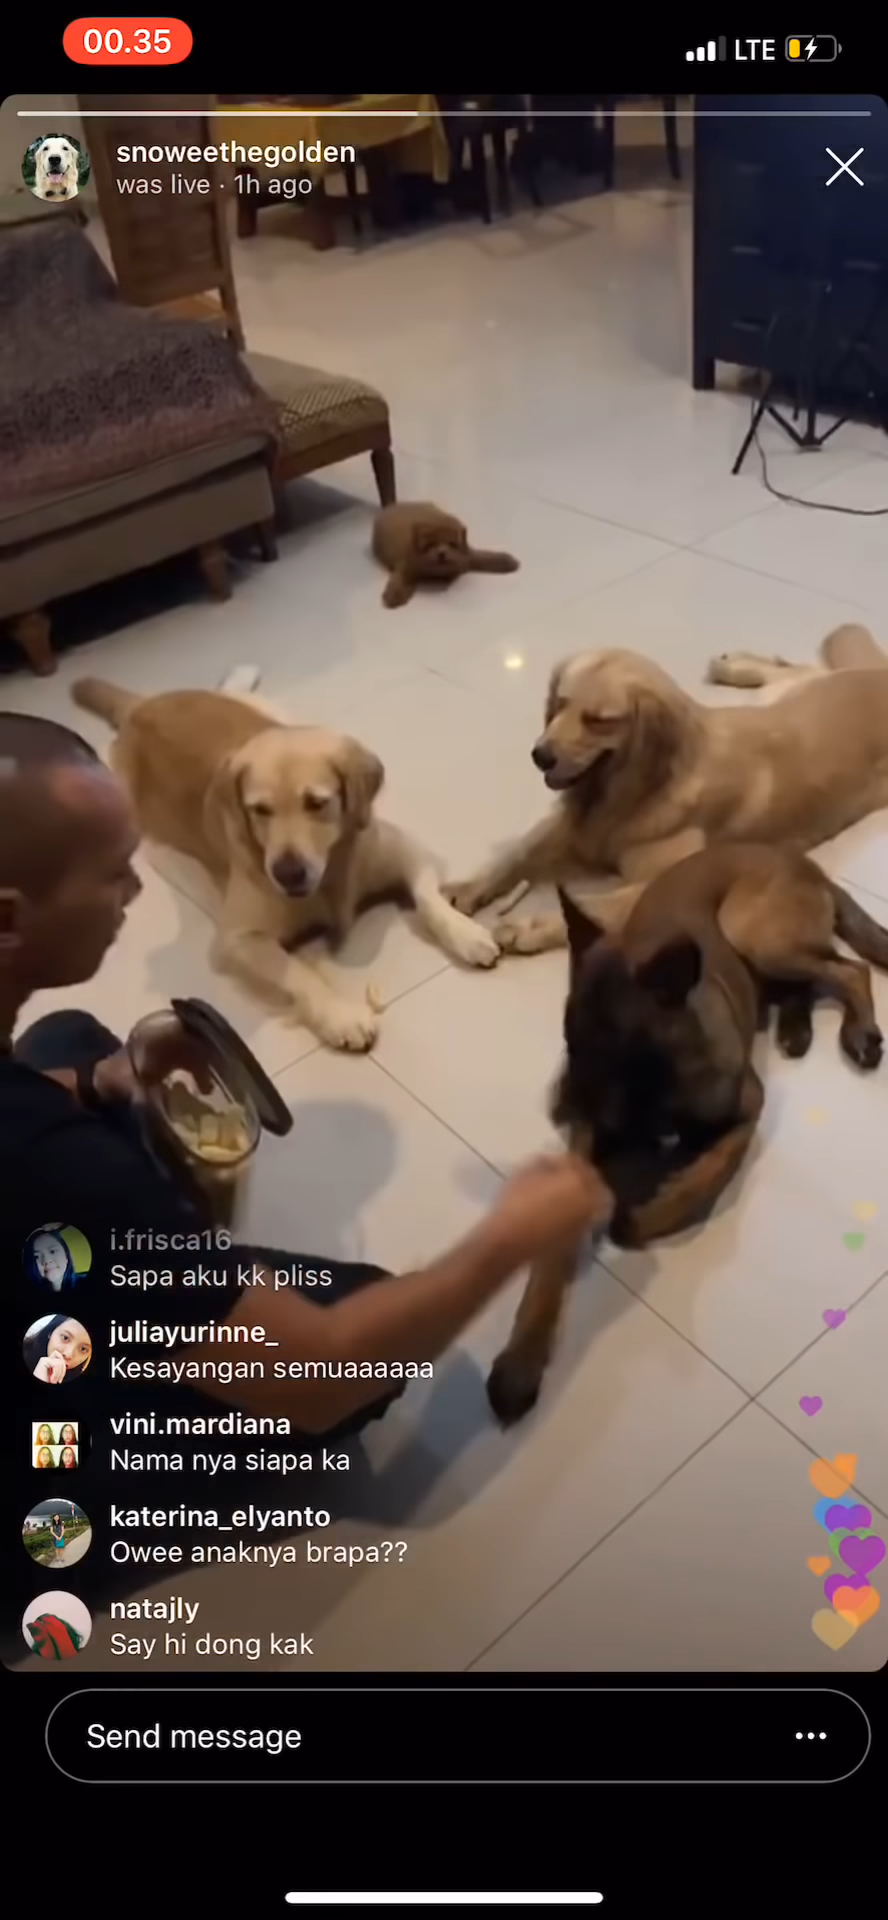 00.35
LTE
snoweethegolden
was live · 1h ago
i.frisca16
Sapa aku kk pliss
juliayurinne_
Kesayangan semuaaaaaa
vini.mardiana
Nama nya siapa ka
katerina_elyanto
Owee anaknya brapa??
natajly
Say hi dong kak
Send message